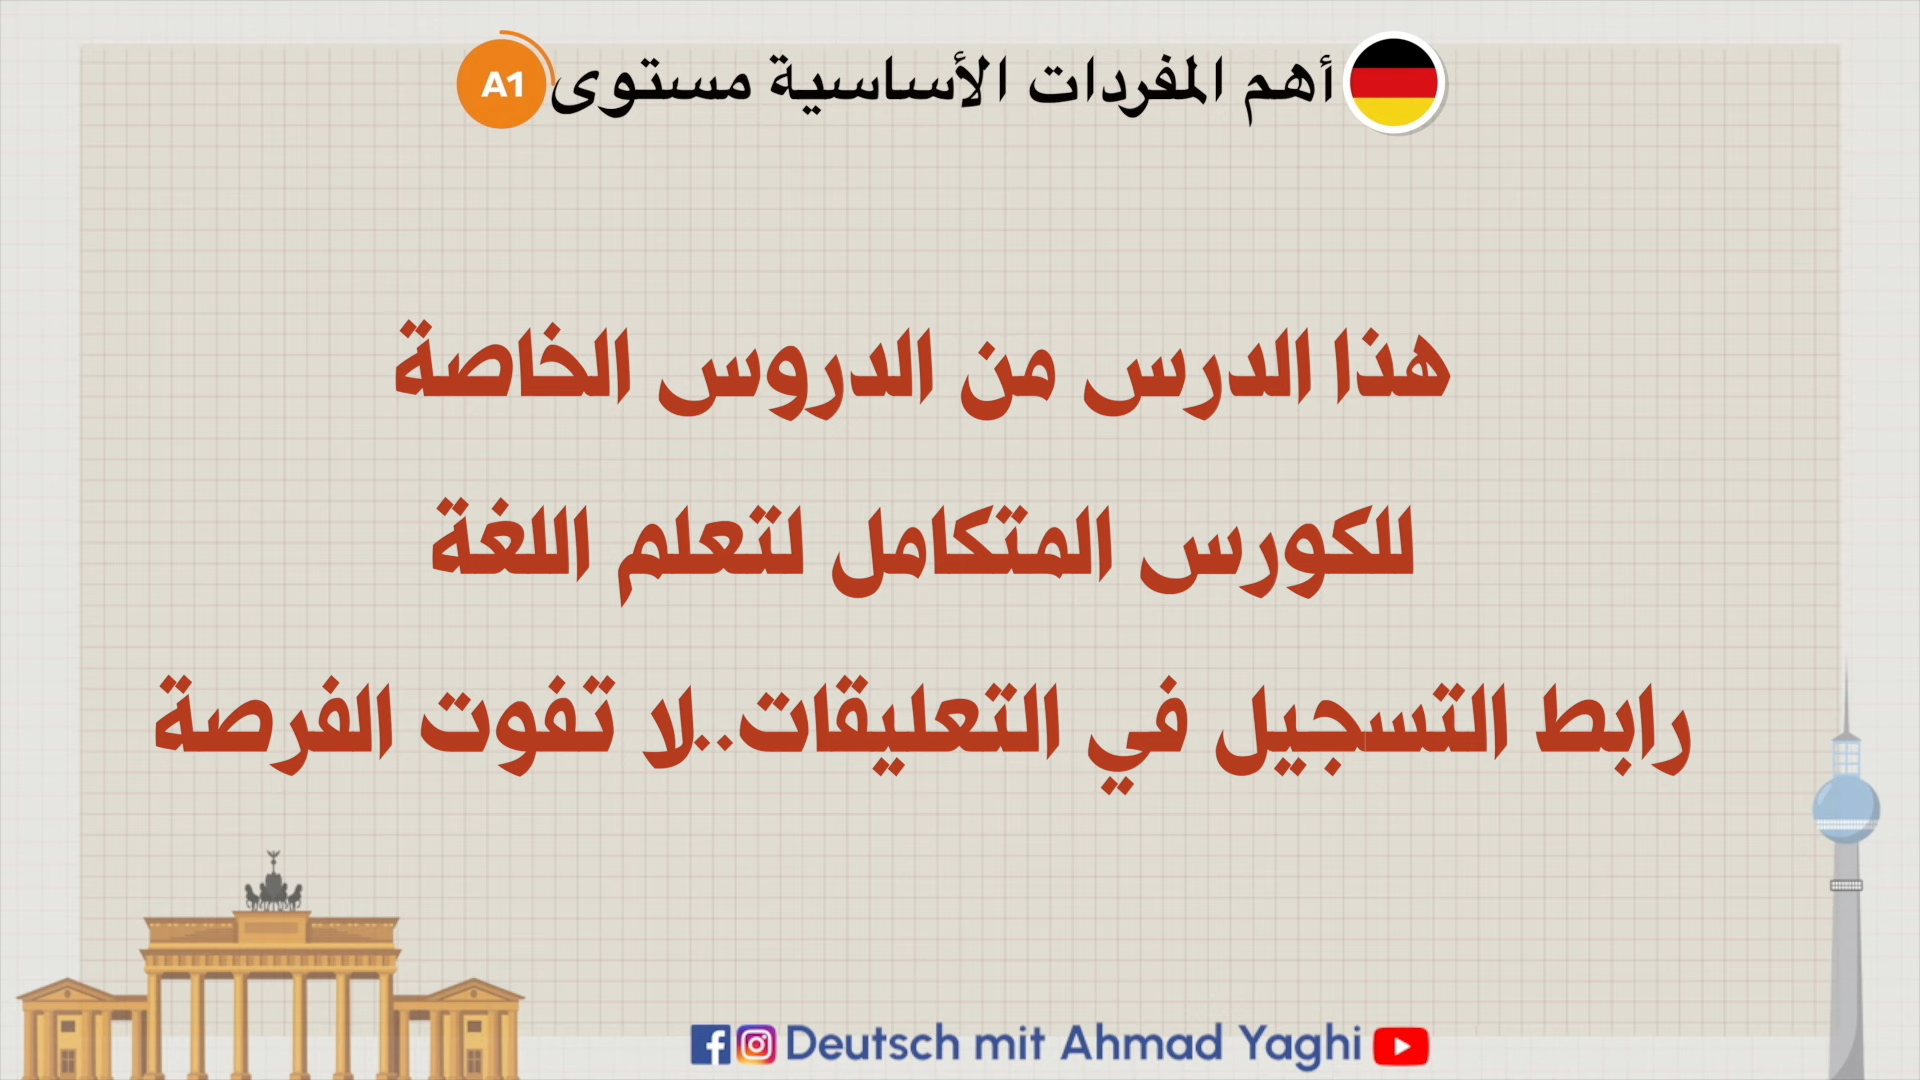 أهم المفردات الأساسية مستوى A1
هذا الدرس من الدروس الخاصة
للكورس المتكامل لتعلم اللغة
رابط التسجيل في التعليقات..لا تفوت الفرصة
Deutsch mit Ahmad Yaghi